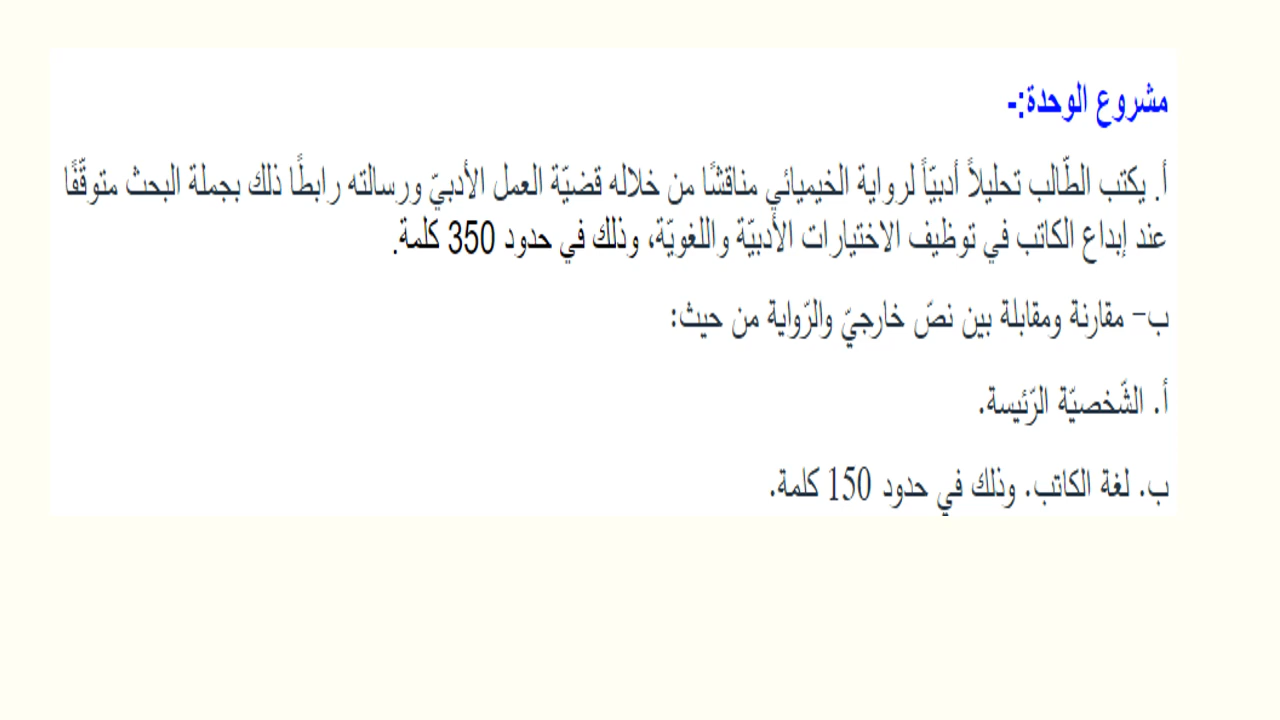 مشروع الوحدة:-
أ. يكتب الطّالب تحليلاً أدبيّاً لرواية الخيميائي مناقشًا من خلاله قضيّة العمل الأدبيّ ورسالته رابطًا ذلك بجملة البحث متوقّفًا
عند إبداع الكاتب في توظيف الاختيارات الأدبيّة واللغويّة، وذلك في حدود 350 كلمة.
ب- مقارنة ومقابلة بين نصّ خارجيّ والرّواية من حيث:
أ. الشّخصيّة الرّئيسة.
ب. لغة الكاتب. وذلك في حدود 150 كلمة.